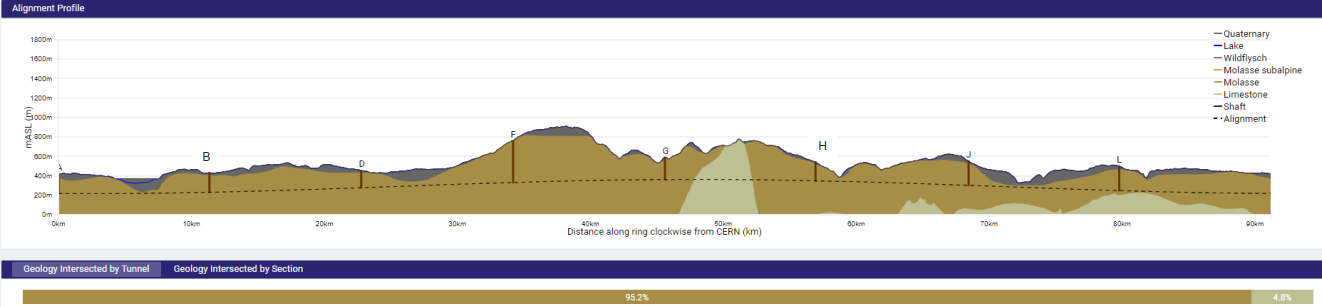 Alignment Profile
1800m
1600m
1400m
1200m
1000m
800m
600m
400m
200m
0m
mASL (m)
A
B
D
F
G
H
J
L
Quaternary
Lake
Wildflysch
Molasse subalpine
Molasse
Limestone
Shaft
Alignment
0km
10km
20km
30km
40km
50km
60km
70km
80km
90km
Distance along ring clockwise from CERN (km)
Geology Intersected by Tunnel
Geology Intersected by Section
95.2%
4.8%